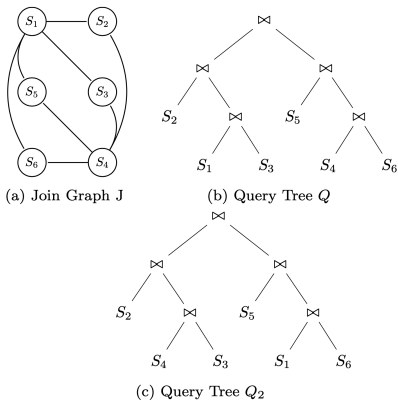 S₁ S₂ ⋈
⋈ ⋈
S₅ S₃ S₂ ⋈ S₅ ⋈
S₆ S₄ S₁ S₃ S₄ S₆
(a) Join Graph J (b) Query Tree Q
⋈
⋈ ⋈
S₂ ⋈ S₅ ⋈
S₄ S₃ S₁ S₆
(c) Query Tree Q₂